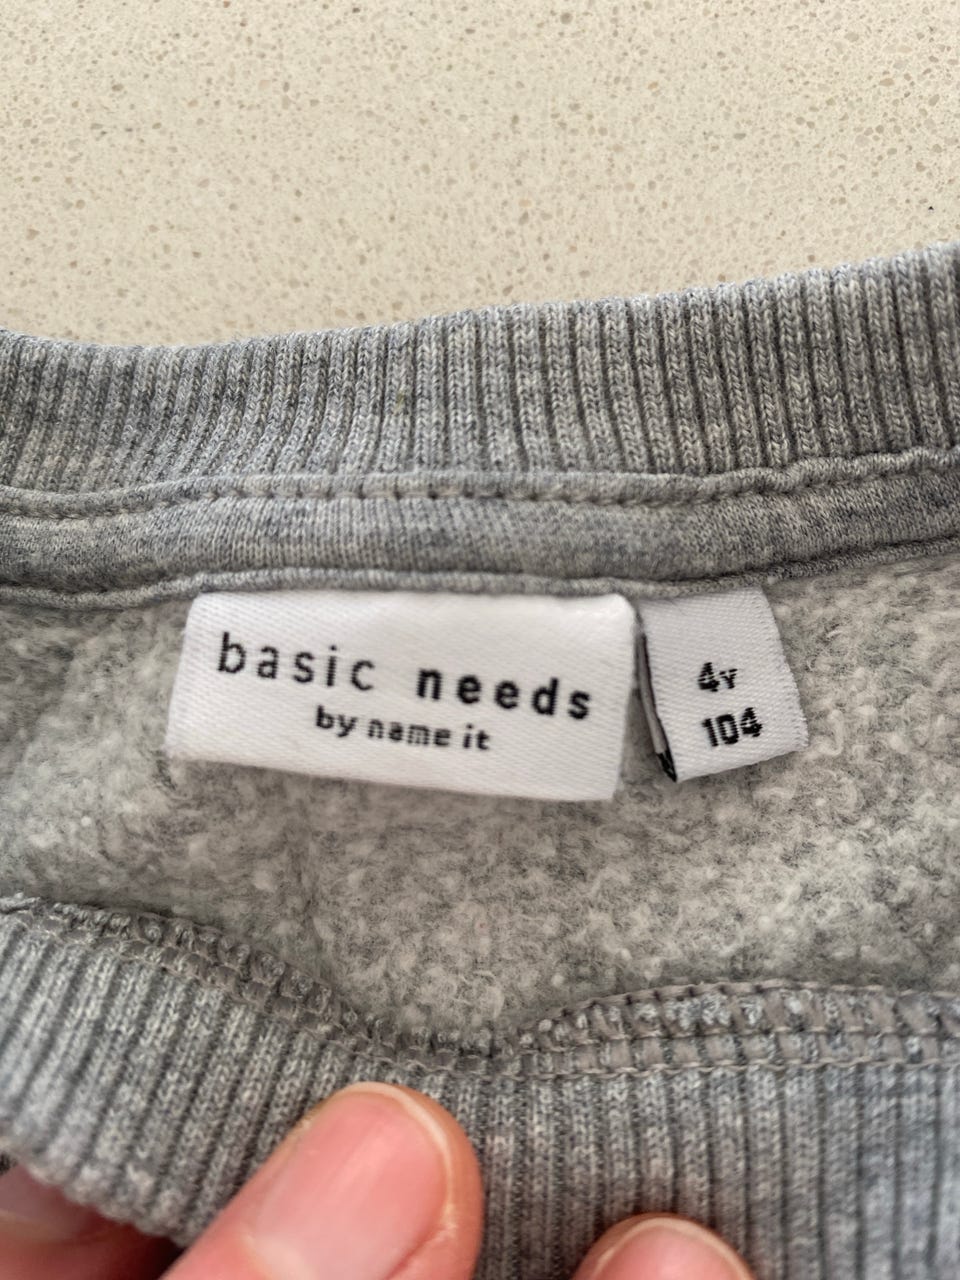 basic needs
by name it
4y
104